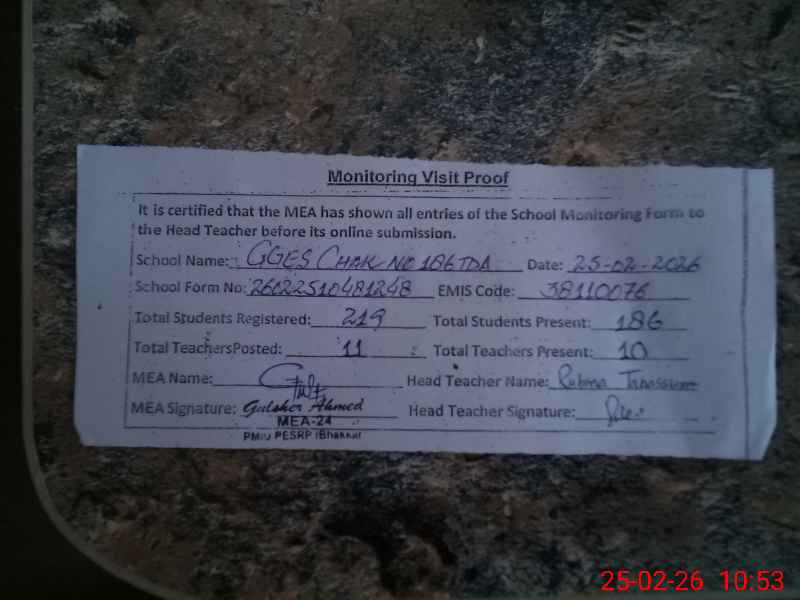 Monitoring Visit Proof
It is certified that the MEA has shown all entries of the School Monitoring Form to
the Head Teacher before its online submission.
School Name: GGES CHAK NO 186 TDA Date: 25-02-2026
School Form No: 26022510481248 EMIS Code: 38110076
Total Students Registered: 219 Total Students Present: 186
Total TeachersPosted: 11 Total Teachers Present: 10
MEA Name: Head Teacher Name: Rubina Tabassum
MEA Signature: Gulsher Ahmed Head Teacher Signature:
MEA-24
PMIU PESRP (Bhakkar
25-02-26 10:53